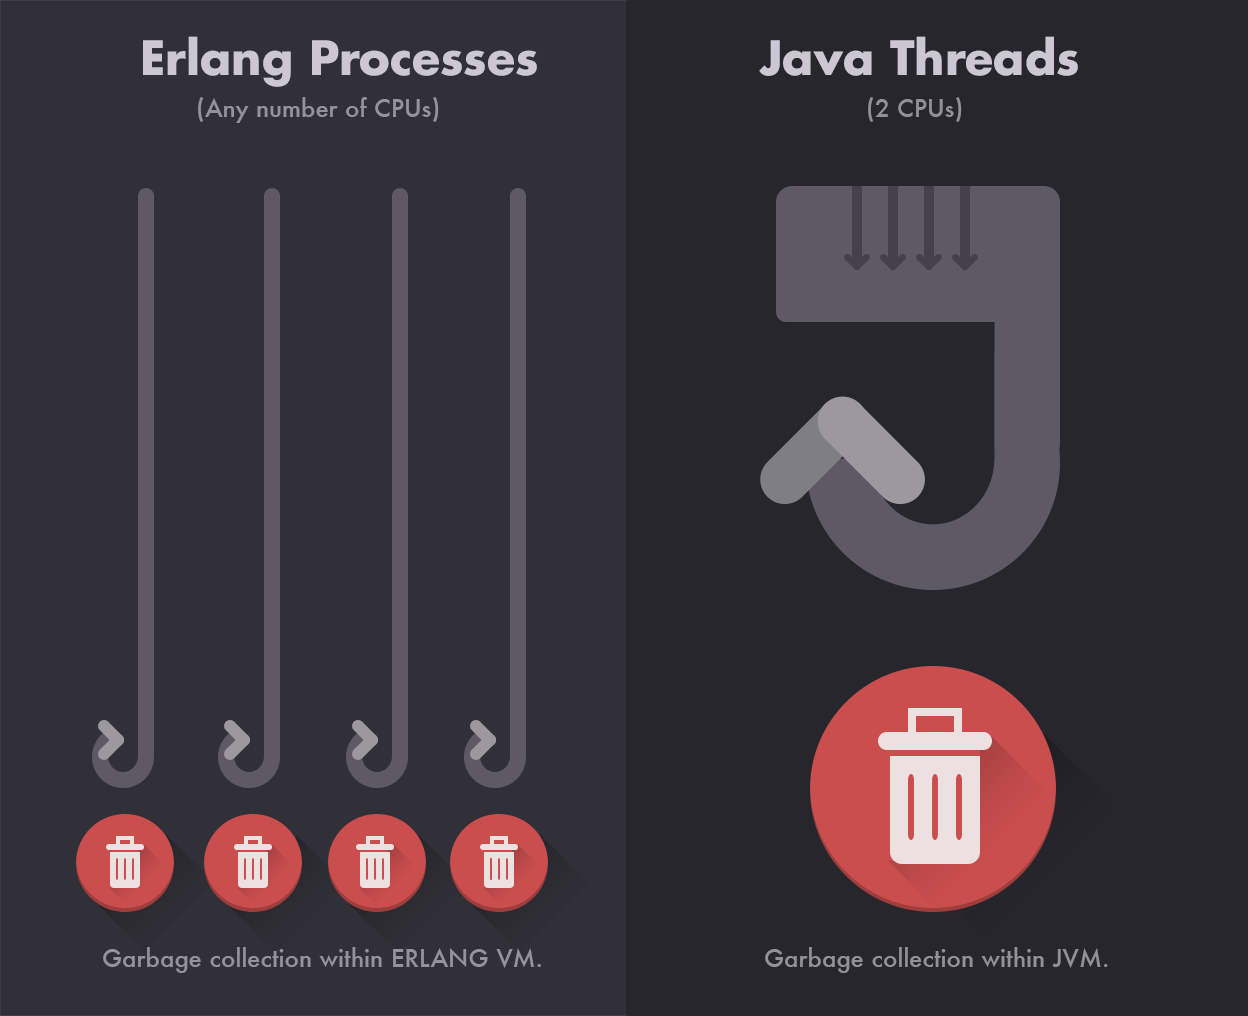 Erlang Processes
(Any number of CPUs)
Garbage collection within ERLANG VM.
Java Threads
(2 CPUs)
Garbage collection within JVM.